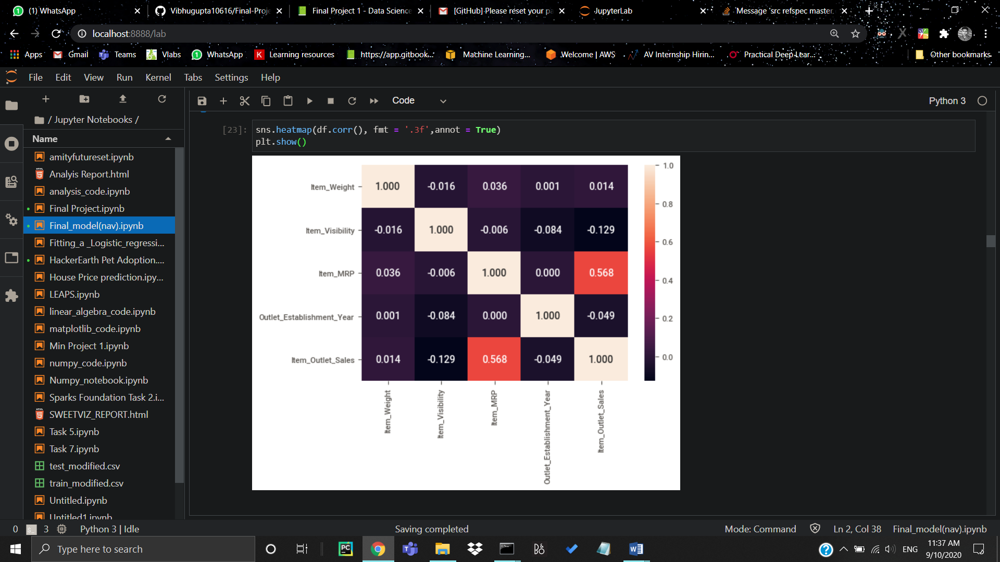 (1) WhatsApp
Vibhugupta10616/Final-Proje
Final Project 1 - Data Science
[GitHub] Please reset your pa
JupyterLab
Message 'src refspec master
localhost:8888/lab
Apps
Gmail
Teams
Vlabs
WhatsApp
Learning resources
https://app.gitbook...
Machine Learning...
Welcome | AWS
AV Internship Hirin...
Practical Deep Lear...
Other bookmarks
File Edit View Run Kernel Tabs Settings Help
Code
Python 3
/ Jupyter Notebooks /
Name
amityfutureset.ipynb
Analyis Report.html
analysis_code.ipynb
Final Project.ipynb
Final_model(nav).ipynb
Fitting_a _Logistic_regressi...
HackerEarth Pet Adoption....
House Price prediction.ipy...
LEAPS.ipynb
linear_algebra_code.ipynb
matplotlib_code.ipynb
Min Project 1.ipynb
numpy_code.ipynb
Numpy_notebook.ipynb
Sparks Foundation Task 2.i...
SWEETVIZ_REPORT.html
Task 5.ipynb
Task 7.ipynb
test_modified.csv
train_modified.csv
Untitled.ipynb
Untitled1.ipynb
[23]:
sns.heatmap(df.corr(), fmt = '.3f',annot = True)
plt.show()
Item_Weight 1.000 -0.016 0.036 0.001 0.014
Item_Visibility -0.016 1.000 -0.006 -0.084 -0.129
Item_MRP 0.036 -0.006 1.000 0.000 0.568
Outlet_Establishment_Year 0.001 -0.084 0.000 1.000 -0.049
Item_Outlet_Sales 0.014 -0.129 0.568 -0.049 1.000
Item_Weight
Item_Visibility
Item_MRP
Outlet_Establishment_Year
Item_Outlet_Sales
1.0
0.8
0.6
0.4
0.2
0.0
0
3
Python 3 | Idle
Saving completed
Mode: Command
Ln 2, Col 38
Final_model(nav).ipynb
Type here to search
ENG
11:37 AM
9/10/2020